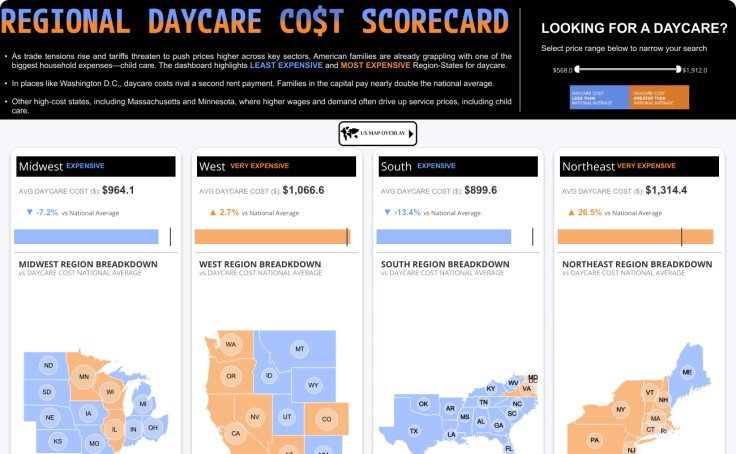 REGIONAL DAYCARE CO$T SCORECARD
• As trade tensions rise and tariffs threaten to push prices higher across key sectors, American families are already grappling with one of the
biggest household expenses—child care. The dashboard highlights LEAST EXPENSIVE and MOST EXPENSIVE Region-States for daycare.
• In places like Washington D.C., daycare costs rival a second rent payment. Families in the capital pay nearly double the national average.
• Other high-cost states, including Massachusetts and Minnesota, where higher wages and demand often drive up service prices, including child
care.
LOOKING FOR A DAYCARE?
Select price range below to narrow your search
$568.0 $1,912.0
DAYCARE COST
LESS THAN
NATIONAL AVERAGE
DAYCARE COST
GREATER THAN
NATIONAL AVERAGE
US MAP OVERLAY
Midwest EXPENSIVE
AVG DAYCARE COST ($): $964.1
▼ -7.2% vs National Average
MIDWEST REGION BREAKDOWN
vs DAYCARE COST NATIONAL AVERAGE
ND
MN
SD
WI
MI
NE
IA
IL
IN
OH
KS
MO
West VERY EXPENSIVE
AVG DAYCARE COST ($): $1,066.6
▲ 2.7% vs National Average
WEST REGION BREAKDOWN
vs DAYCARE COST NATIONAL AVERAGE
WA
MT
OR
ID
WY
NV
UT
CO
CA
South EXPENSIVE
AVG DAYCARE COST ($): $899.6
▼ -13.4% vs National Average
SOUTH REGION BREAKDOWN
vs DAYCARE COST NATIONAL AVERAGE
MD
DC
WV
VA
KY
OK
TN
NC
AR
SC
MS
AL
GA
TX
LA
FL
Northeast VERY EXPENSIVE
AVG DAYCARE COST ($): $1,314.4
▲ 26.5% vs National Average
NORTHEAST REGION BREAKDOWN
vs DAYCARE COST NATIONAL AVERAGE
ME
VT
NH
NY
MA
CT
RI
PA
NJ